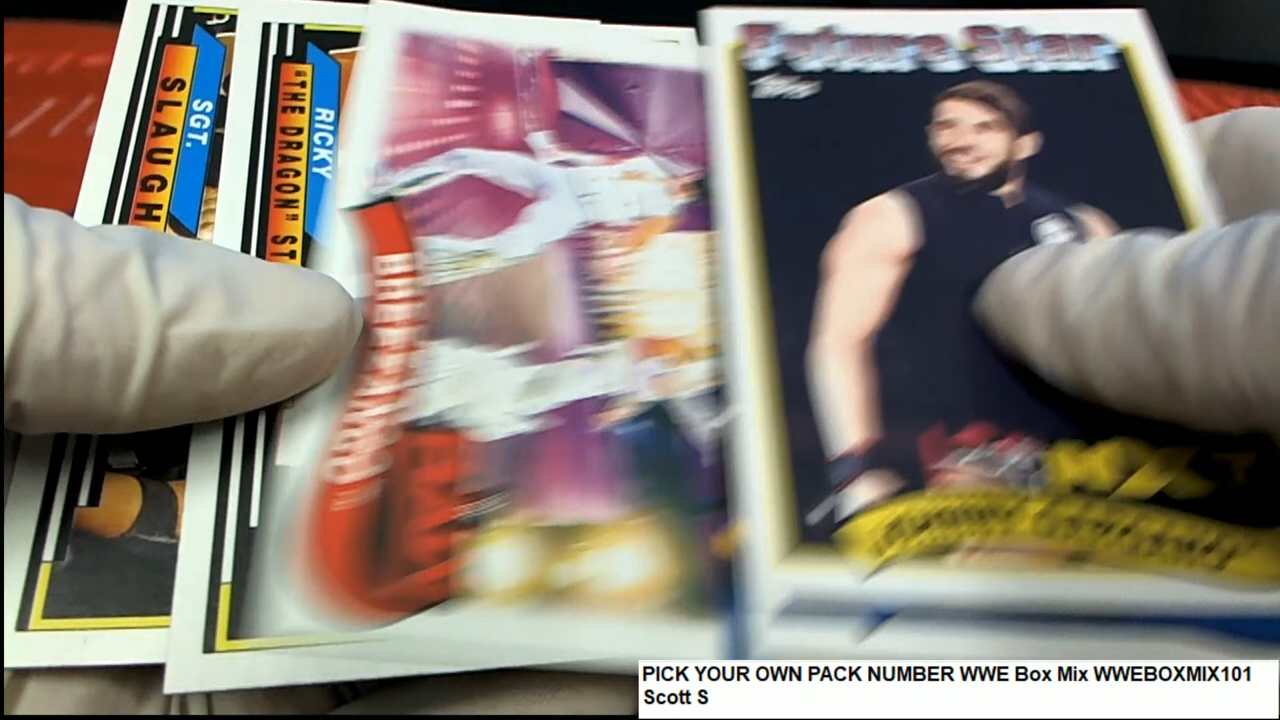 SGT.
SLAUGH
RICKY
"THE DRAGON" ST
Future Star
Topps
NXT
PICK YOUR OWN PACK NUMBER WWE Box Mix WWEBOXMIX101
Scott S